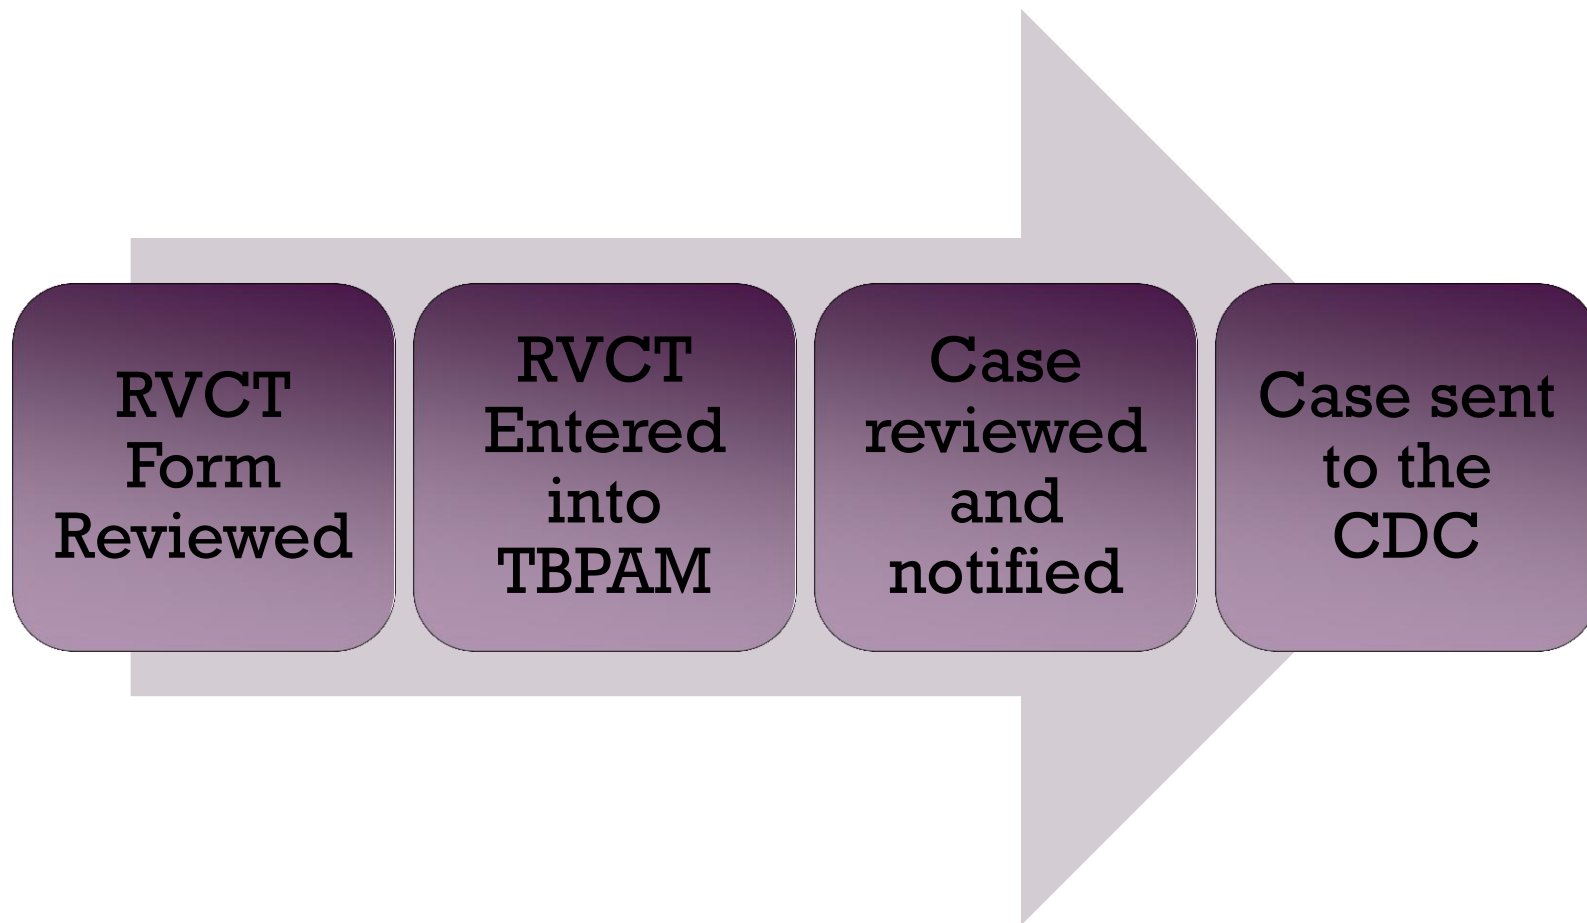 RVCT
Form
Reviewed
RVCT
Entered
into
TBPAM
Case
reviewed
and
notified
Case sent
to the
CDC